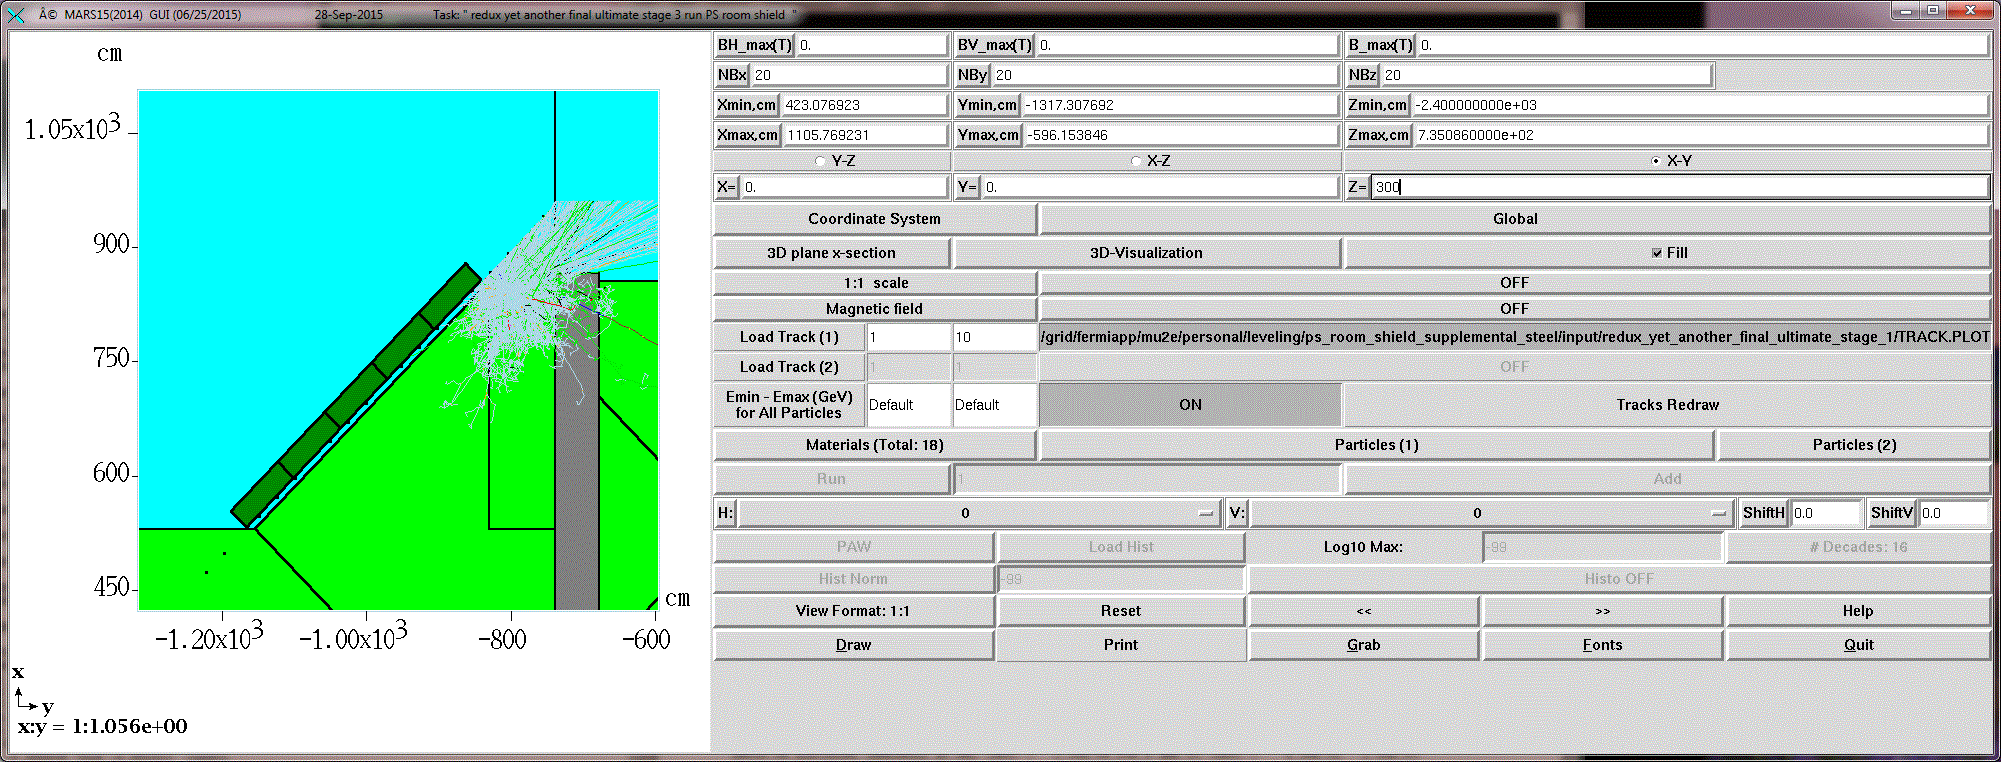 Â© MARS15(2014) GUI (06/25/2015) 28-Sep-2015 Task: " redux yet another final ultimate stage 3 run PS room shield "
cm
1.05x10³
900
750
600
450
cm
-1.20x10³ -1.00x10³ -800 -600
x
y
x:y = 1:1.056e+00
BH_max(T) 0. BV_max(T) 0. B_max(T) 0.
NBx 20 NBy 20 NBz 20
Xmin,cm 423.076923 Ymin,cm -1317.307692 Zmin,cm -2.400000000e+03
Xmax,cm 1105.769231 Ymax,cm -596.153846 Zmax,cm 7.350860000e+02
Y-Z X-Z X-Y
X= 0. Y= 0. Z= 300
Coordinate System Global
3D plane x-section 3D-Visualization Fill
1:1 scale OFF
Magnetic field OFF
Load Track (1) 1 10 /grid/fermiapp/mu2e/personal/leveling/ps_room_shield_supplemental_steel/input/redux_yet_another_final_ultimate_stage_1/TRACK.PLOT
Load Track (2) 1 1 OFF
Emin - Emax (GeV)
for All Particles Default Default ON Tracks Redraw
Materials (Total: 18) Particles (1) Particles (2)
Run 1 Add
H: 0 V: 0 ShiftH 0.0 ShiftV 0.0
PAW Load Hist Log10 Max: -99 # Decades: 16
Hist Norm -99 Histo OFF
View Format: 1:1 Reset << >> Help
Draw Print Grab Fonts Quit